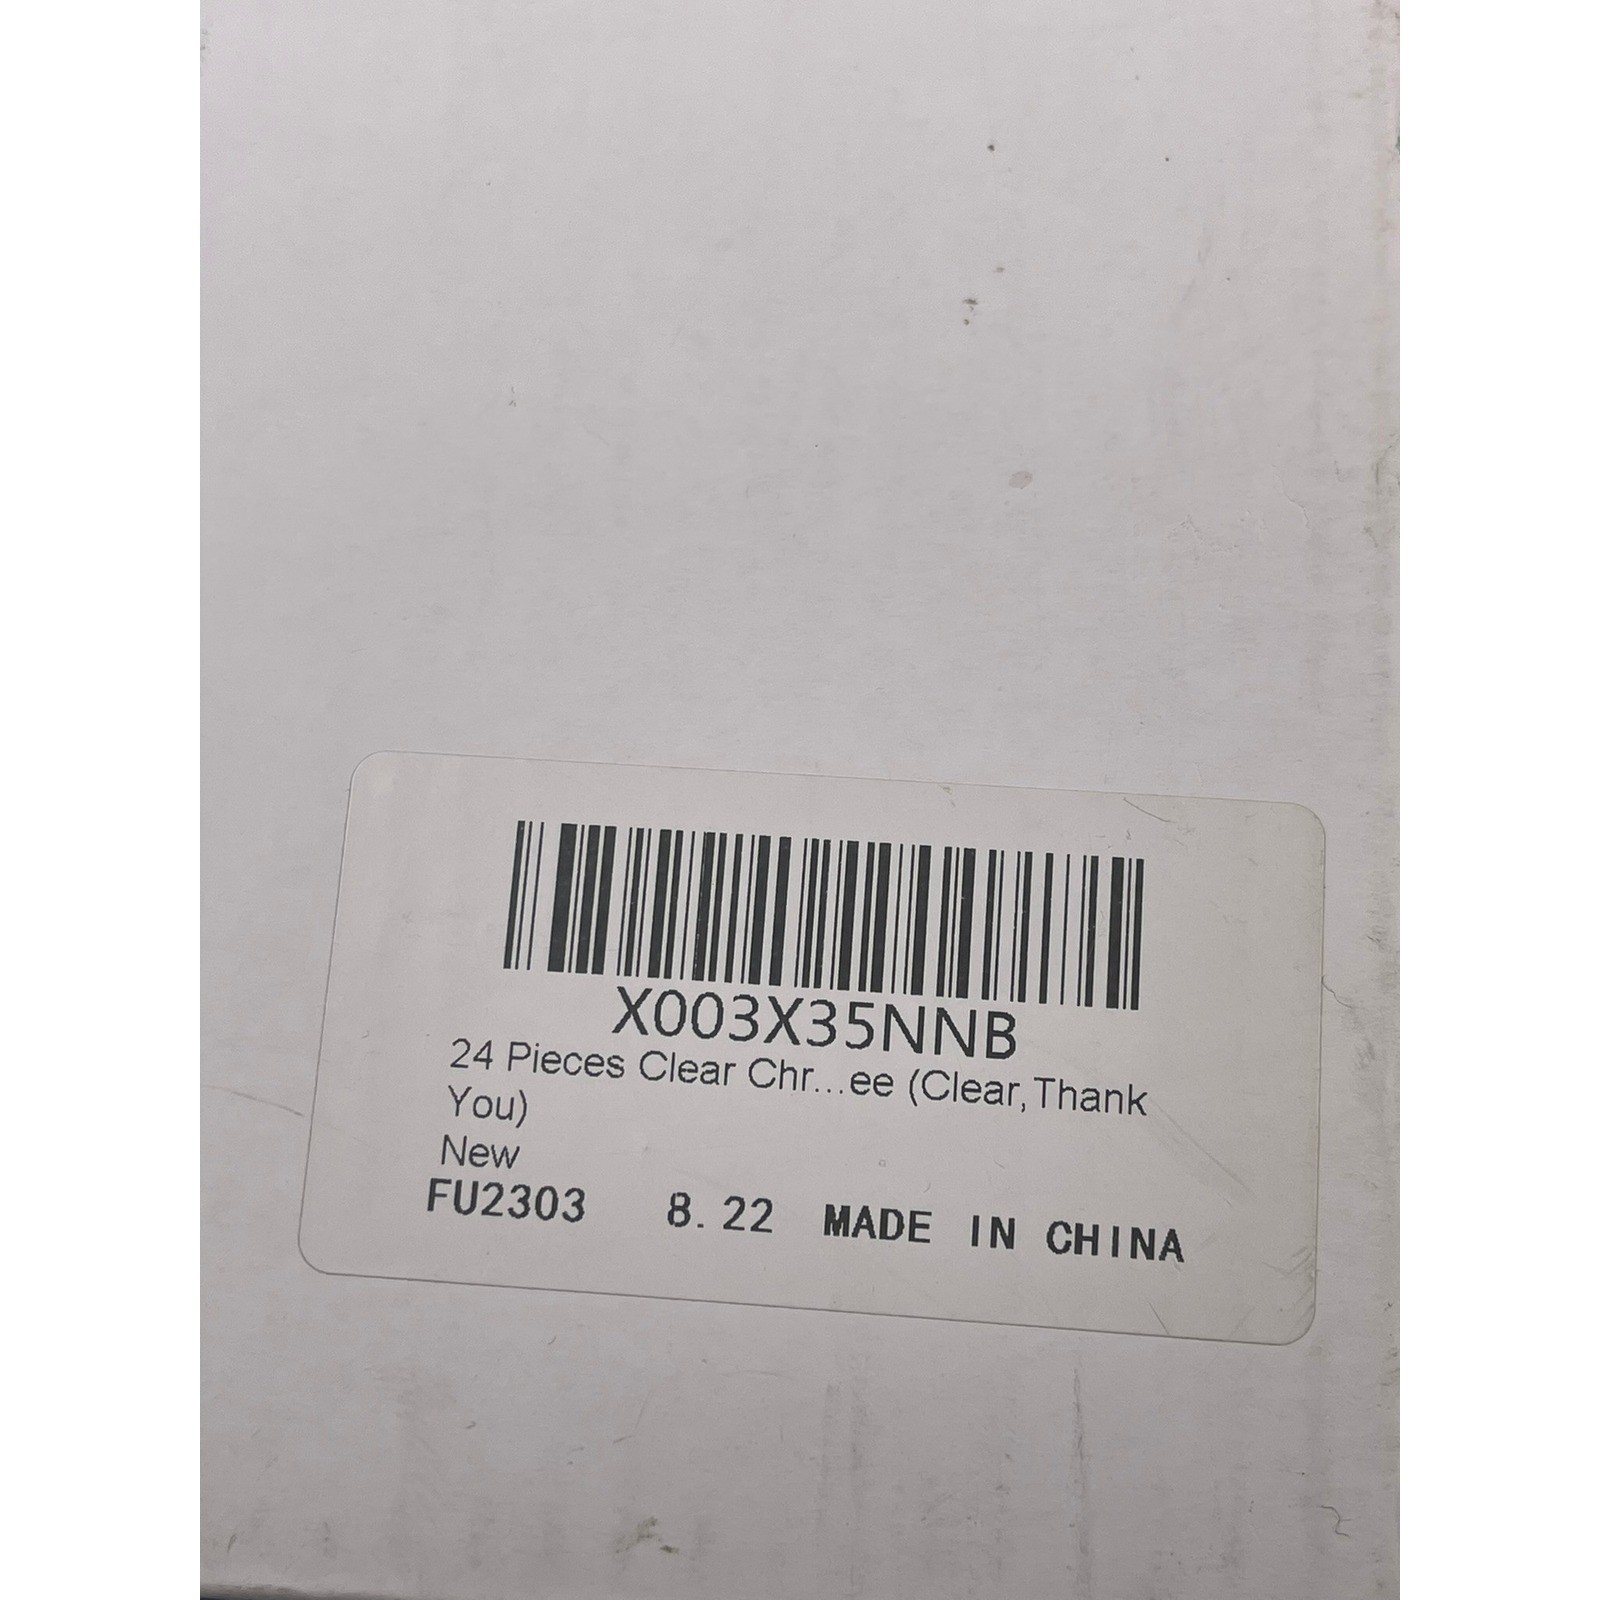 X003X35NNB
24 Pieces Clear Chr...ee (Clear,Thank
You)
New
FU2303 8.22 MADE IN CHINA